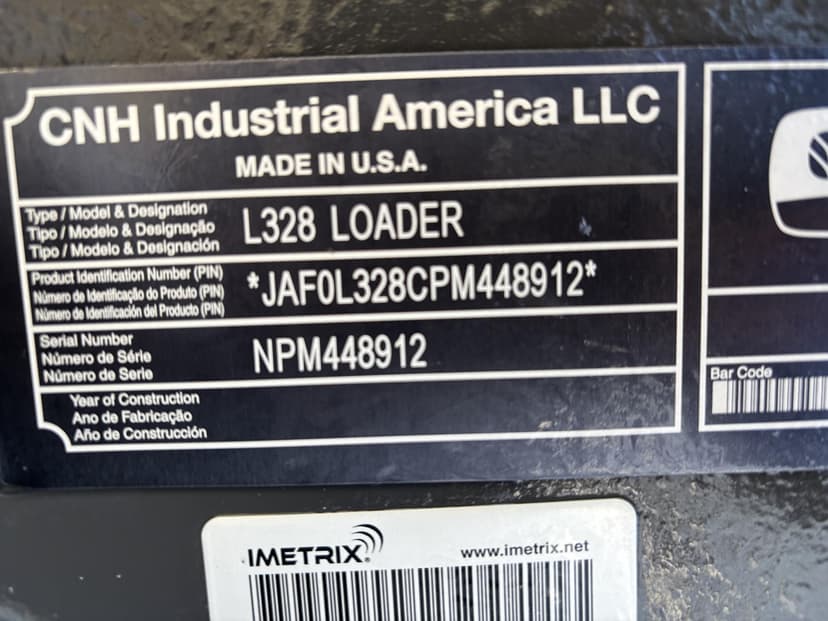 CNH Industrial America LLC
MADE IN U.S.A.
Type / Model & Designation
Tipo / Modelo & Designação
Tipo / Modelo & Designación
L328 LOADER
Product Identification Number (PIN)
Número de Identificação do Produto (PIN)
Número de Identificación del Producto (PIN)
*JAF0L328CPM448912*
Serial Number
Número de Série
Número de Serie
NPM448912
Year of Construction
Ano de Fabricação
Año de Construcción
Bar Code
IMETRIX®
www.imetrix.net